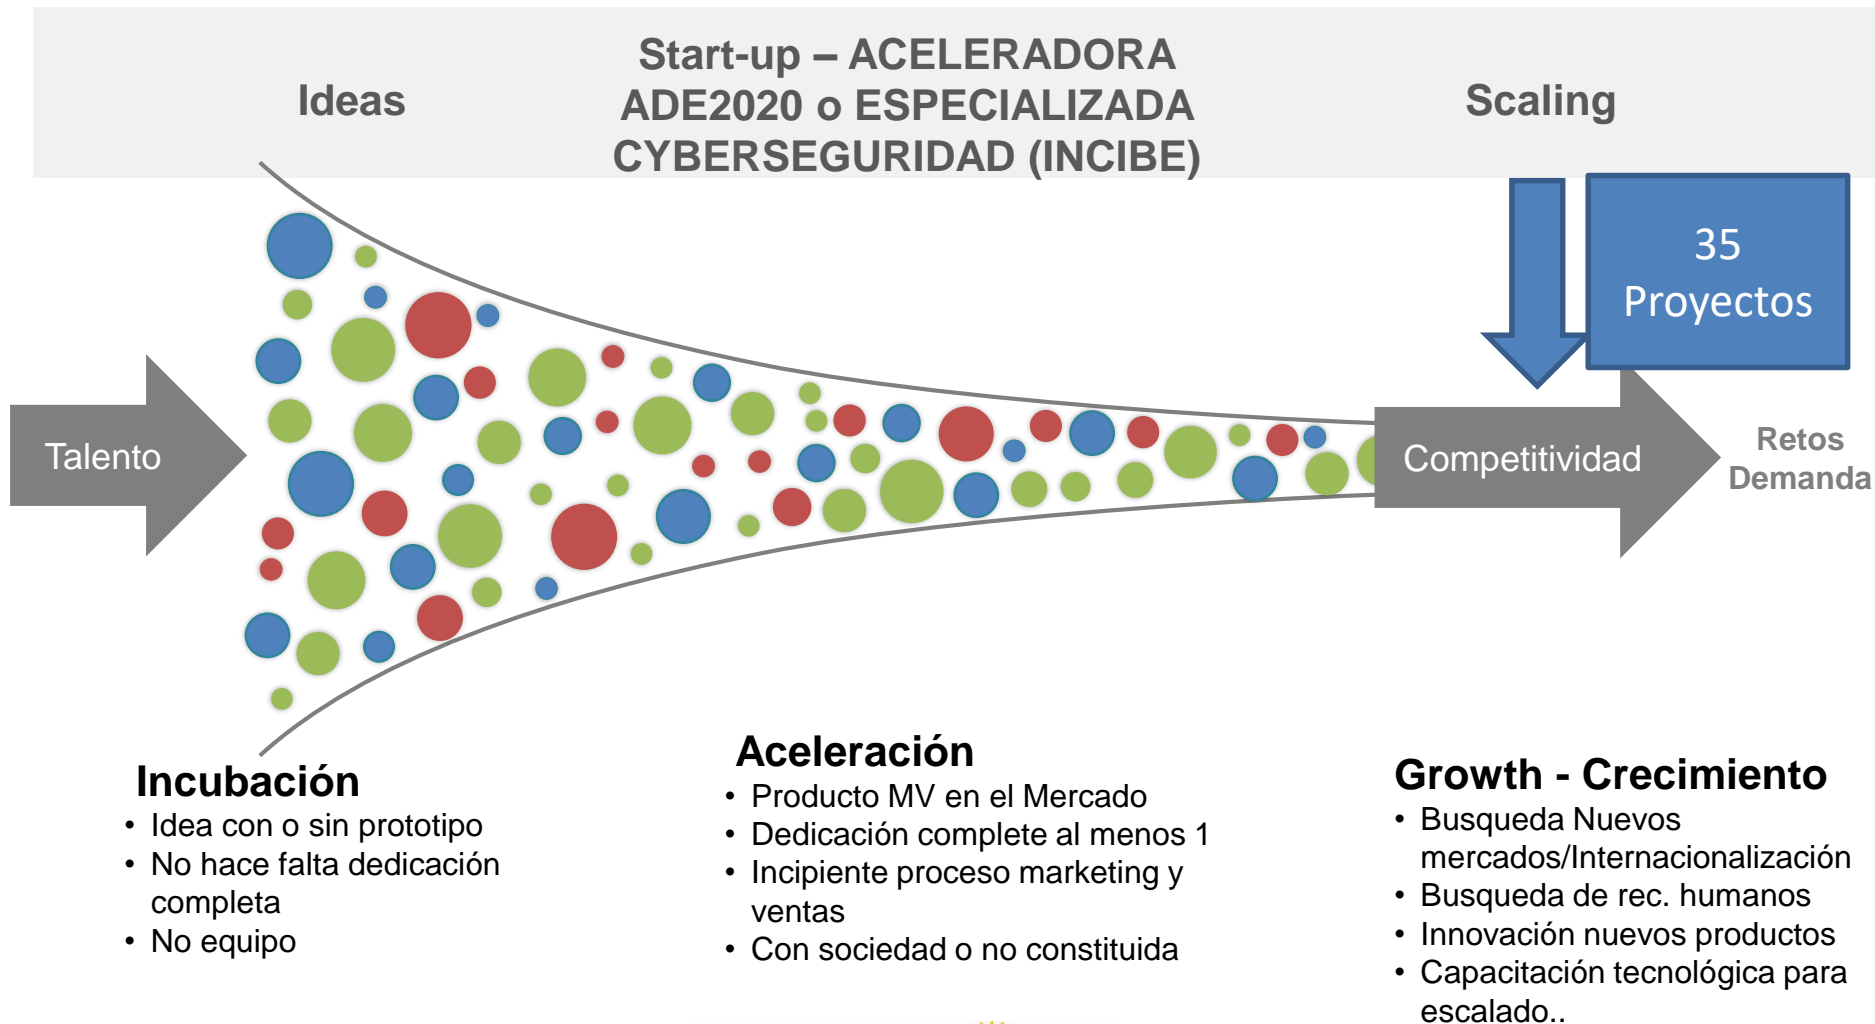 Ideas
Start-up – ACELERADORA
ADE2020 o ESPECIALIZADA
CYBERSEGURIDAD (INCIBE)
Scaling
35
Proyectos
Talento
Competitividad
Retos
Demanda
Incubación
• Idea con o sin prototipo
• No hace falta dedicación
completa
• No equipo
Aceleración
• Producto MV en el Mercado
• Dedicación complete al menos 1
• Incipiente proceso marketing y
ventas
• Con sociedad o no constituida
Growth - Crecimiento
• Busqueda Nuevos
mercados/Internacionalización
• Busqueda de rec. humanos
• Innovación nuevos productos
• Capacitación tecnológica para
escalado..